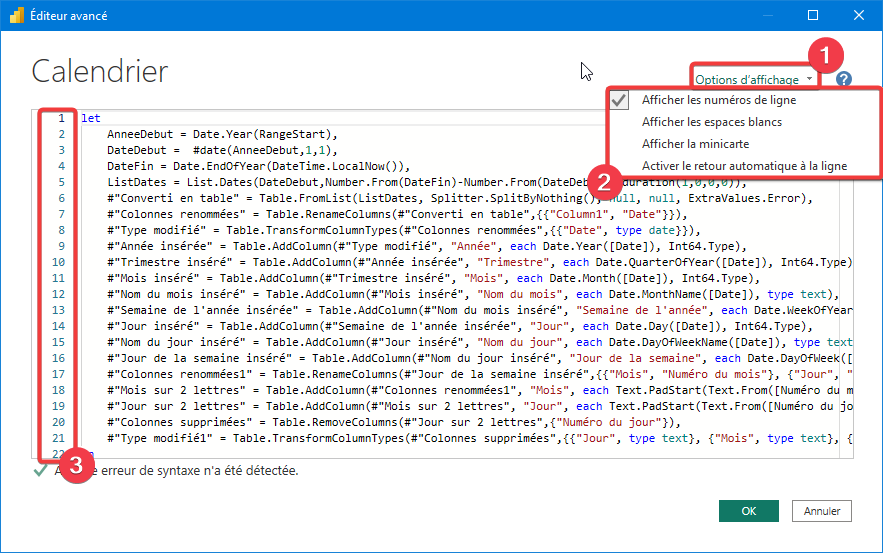 Éditeur avancé
1
Calendrier
Options d'affichage
?
Afficher les numéros de ligne
Afficher les espaces blancs
Afficher la minicarte
Activer le retour automatique à la ligne
2
1 let
2 AnneeDebut = Date.Year(RangeStart),
3 DateDebut = #date(AnneeDebut,1,1),
4 DateFin = Date.EndOfYear(DateTime.LocalNow()),
5 ListDates = List.Dates(DateDebut,Number.From(DateFin)-Number.From(DateDeb duration(1,0,0,0)),
6 #"Converti en table" = Table.FromList(ListDates, Splitter.SplitByNothing(), null, null, ExtraValues.Error),
7 #"Colonnes renommées" = Table.RenameColumns(#"Converti en table",{{"Column1", "Date"}}),
8 #"Type modifié" = Table.TransformColumnTypes(#"Colonnes renommées",{{"Date", type date}}),
9 #"Année insérée" = Table.AddColumn(#"Type modifié", "Année", each Date.Year([Date]), Int64.Type),
10 #"Trimestre inséré" = Table.AddColumn(#"Année insérée", "Trimestre", each Date.QuarterOfYear([Date]), Int64.Type)
11 #"Mois inséré" = Table.AddColumn(#"Trimestre inséré", "Mois", each Date.Month([Date]), Int64.Type),
12 #"Nom du mois inséré" = Table.AddColumn(#"Mois inséré", "Nom du mois", each Date.MonthName([Date]), type text),
13 #"Semaine de l'année insérée" = Table.AddColumn(#"Nom du mois inséré", "Semaine de l'année", each Date.WeekOfYear
14 #"Jour inséré" = Table.AddColumn(#"Semaine de l'année insérée", "Jour", each Date.Day([Date]), Int64.Type),
15 #"Nom du jour inséré" = Table.AddColumn(#"Jour inséré", "Nom du jour", each Date.DayOfWeekName([Date]), type text
16 #"Jour de la semaine inséré" = Table.AddColumn(#"Nom du jour inséré", "Jour de la semaine", each Date.DayOfWeek([
17 #"Colonnes renommées1" = Table.RenameColumns(#"Jour de la semaine inséré",{{"Mois", "Numéro du mois"}, {"Jour", "
18 #"Mois sur 2 lettres" = Table.AddColumn(#"Colonnes renommées1", "Mois", each Text.PadStart(Text.From([Numéro du m
19 #"Jour sur 2 lettres" = Table.AddColumn(#"Mois sur 2 lettres", "Jour", each Text.PadStart(Text.From([Numéro du jo
20 #"Colonnes supprimées" = Table.RemoveColumns(#"Jour sur 2 lettres",{"Numéro du jour"}),
21 #"Type modifié1" = Table.TransformColumnTypes(#"Colonnes supprimées",{{"Jour", type text}, {"Mois", type text}, {
22
3
erreur de syntaxe n'a été détectée.
OK
Annuler